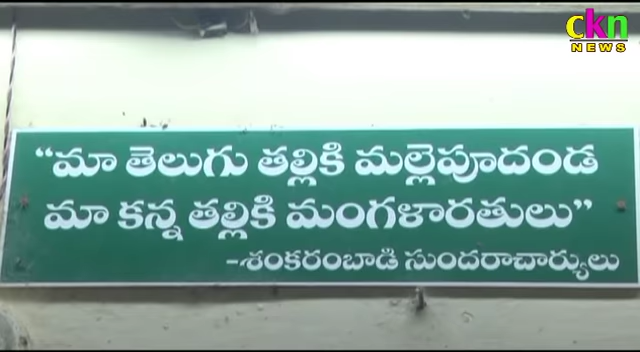 ckn
NEWS
“మా తెలుగు తల్లికి మల్లెపూదండ
మా కన్న తల్లికి మంగళారతులు”
-శంకరంబాడి సుందరాచార్యులు